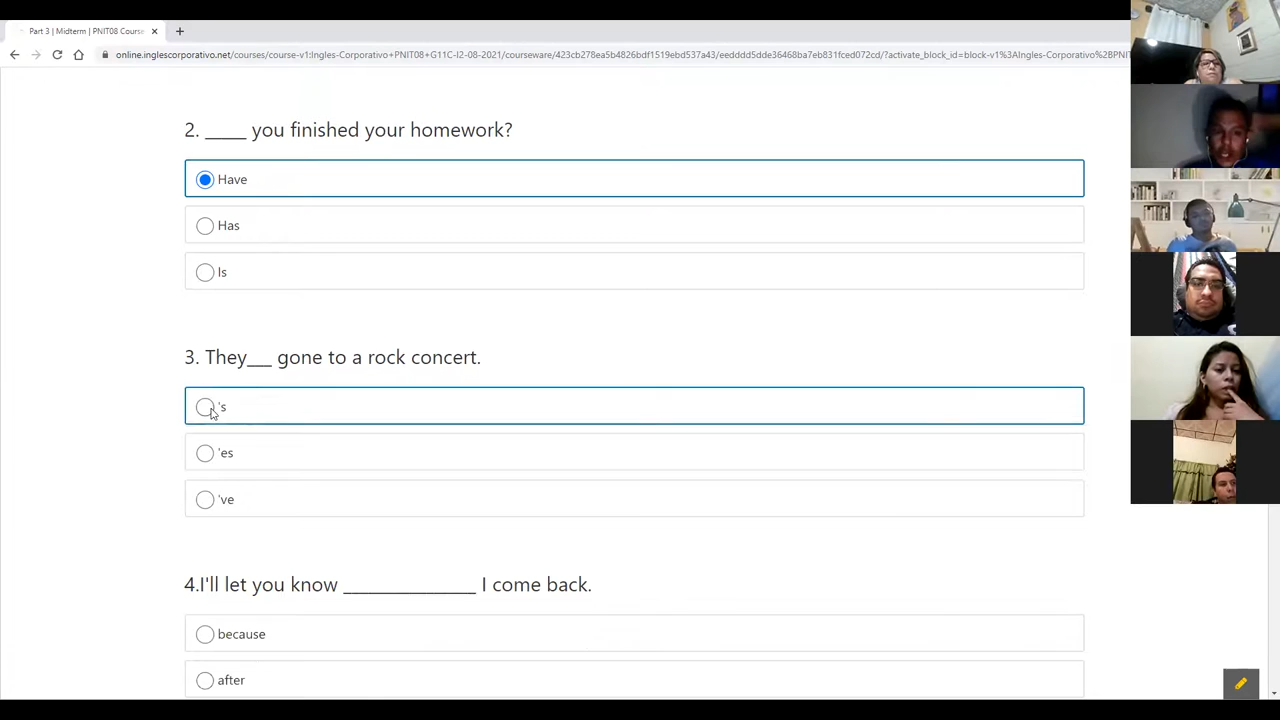 Part 3 | Midterm | PNIT08 Course
online.inglescorporativo.net/courses/course-v1:Ingles-Corporativo+PNIT08+G11C-I2-08-2021/courseware/423cb278ea5b4826bdf1519ebd537a43/eedddd5dde36468ba7eb831fced072cd/?activate_block_id=block-v1%3AIngles-Corporativo%2BPNIT
2. _____ you finished your homework?
Have
Has
Is
3. They___ gone to a rock concert.
's
'es
've
4.I'll let you know ________________ I come back.
because
after